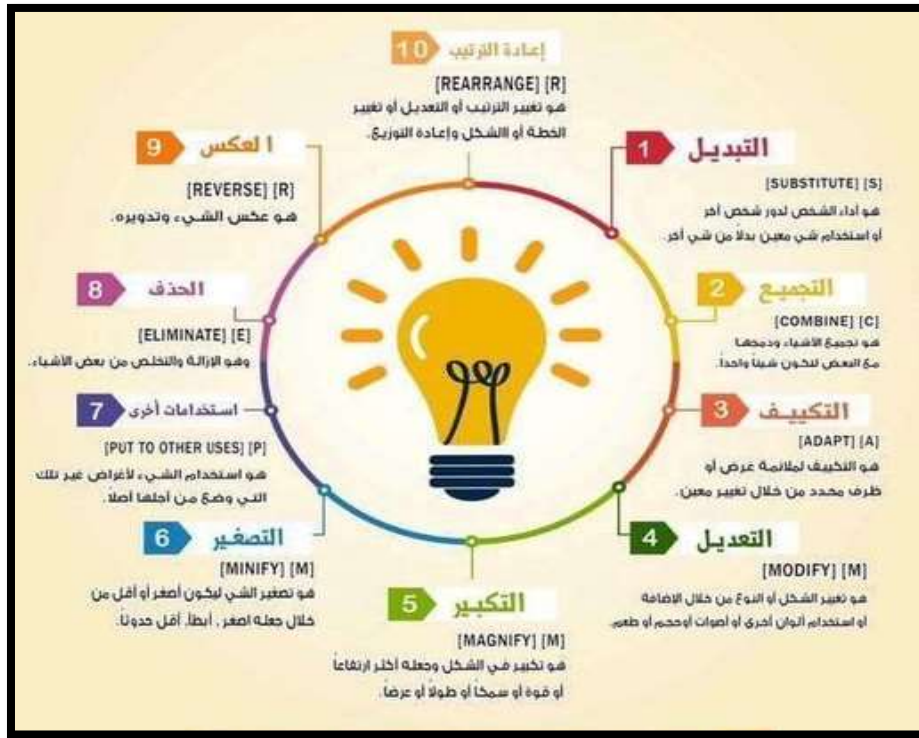 10 إعادة الترتيب
[REARRANGE] [R]
هو تغيير الترتيب أو التعديل أو تغيير
الخطة أو االشكل وإعادة التوزيع.
1 التبديل
[SUBSTITUTE] [S]
هو أداء الشخص لدور شخص آخر
أو استخدام شي معين بدلاً من شي آخر.
2 التجميع
[COMBINE] [C]
هو تجميع الأشياء ودمجها
مع البعض لتكون شيئاً واحداً.
3 التكييف
[ADAPT] [A]
هو التكييف لملائمة غرض أو
ظرف محدد من خلال تغيير معين.
4 التعديل
[MODIFY] [M]
هو تغيير الشكل أو النوع من خلال الإضافة
أو استخدام ألوان أخرى أو أصوات أوحجم أو طعم.
5 التكبير
[MAGNIFY] [M]
هو تكبير في الشكل وجعله أكثر ارتفاعاً
أو قوة أو سمكاً أو طولاً أو عرضاً.
6 التصغير
[MINIFY] [M]
هو تصغير الشي ليكون أصغر أو أقل من
خلال جعله اصغر، أبطأ، أقل حدوثاً.
7 استخدامات أخرى
[PUT TO OTHER USES] [P]
هو استخدام الشيء لأغراض غير تلك
التي وضع من أجلها أصلاً.
8 الحذف
[ELIMINATE] [E]
وهو الإزالة والتخلص من بعض الأشياء.
9 العكس
[REVERSE] [R]
هو عكس الشيء وتدويره.